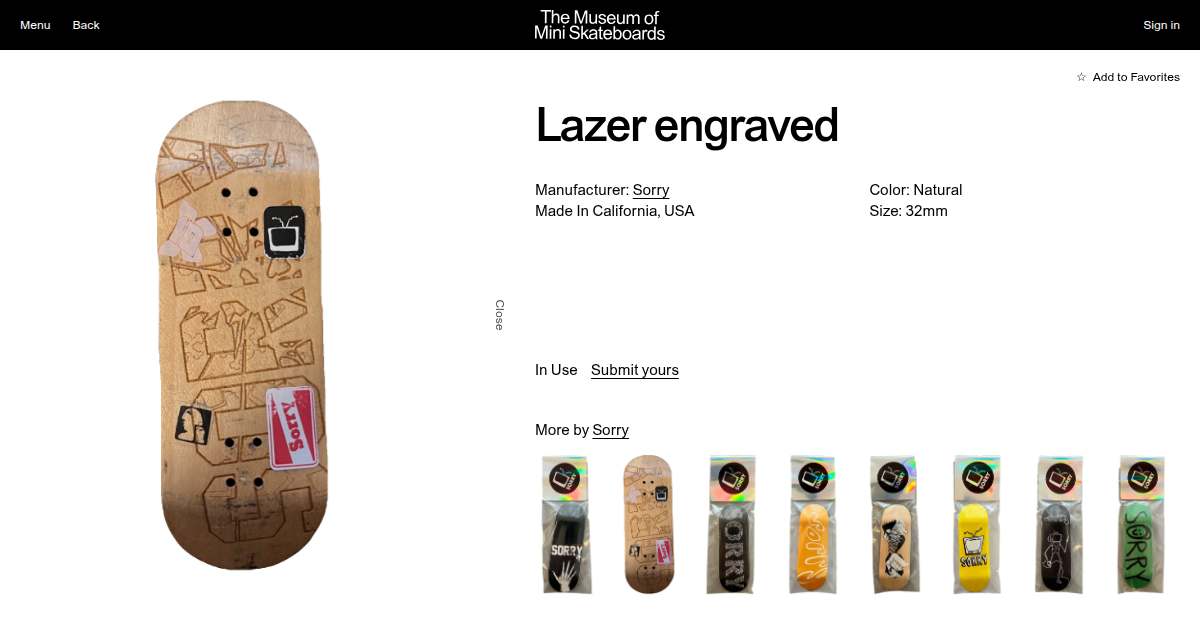 Menu
Back
The Museum of
Mini Skateboards
Sign in
☆ Add to Favorites
Lazer engraved
Manufacturer: Sorry
Made In California, USA
Color: Natural
Size: 32mm
Sorry
Close
In Use Submit yours
More by Sorry
SORRY
SORRY
SORRY
SORRY